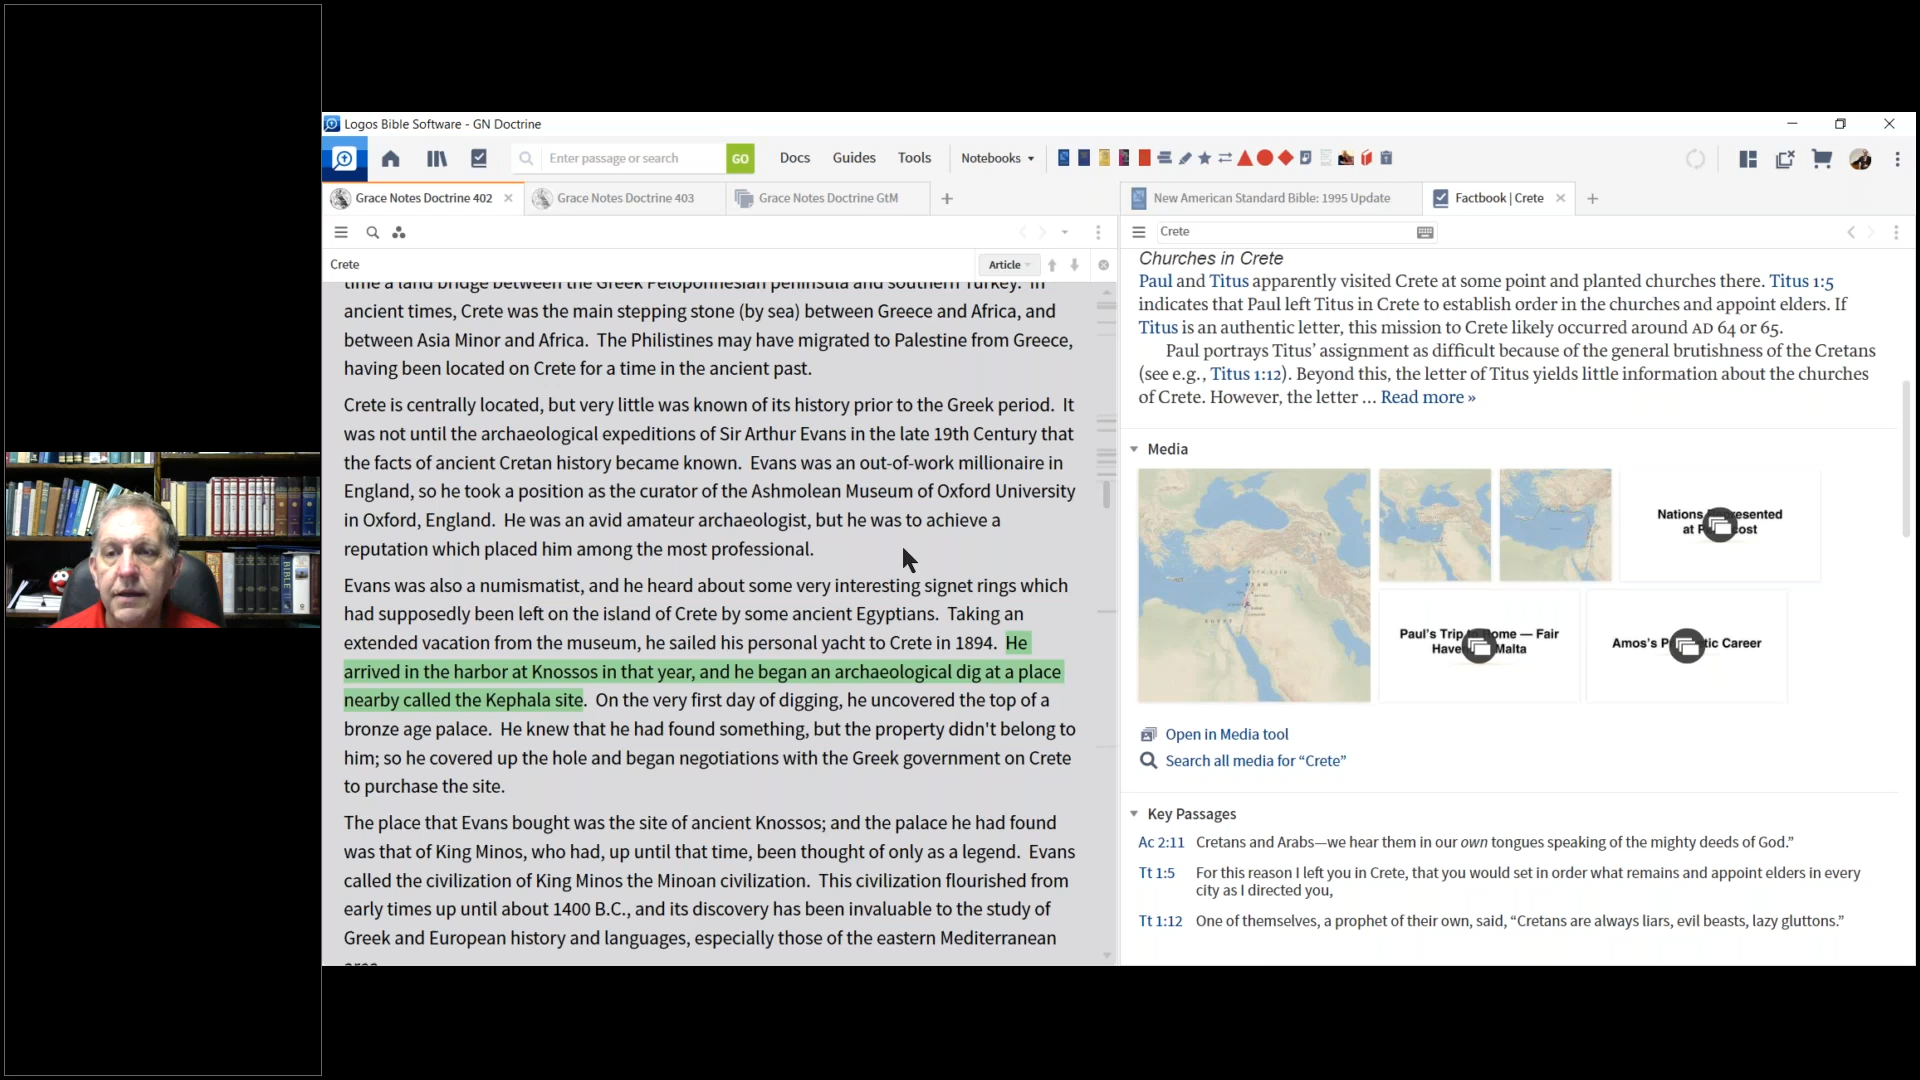 Logos Bible Software - GN Doctrine
Enter passage or search
GO
Docs
Guides
Tools
Notebooks
Grace Notes Doctrine 402
Grace Notes Doctrine 403
Grace Notes Doctrine GtM
New American Standard Bible: 1995 Update
Factbook | Crete
Crete
Crete
Article
time a land bridge between the Greek Peloponnesian peninsula and southern Turkey. In
ancient times, Crete was the main stepping stone (by sea) between Greece and Africa, and
between Asia Minor and Africa. The Philistines may have migrated to Palestine from Greece,
having been located on Crete for a time in the ancient past.
Crete is centrally located, but very little was known of its history prior to the Greek period. It
was not until the archaeological expeditions of Sir Arthur Evans in the late 19th Century that
the facts of ancient Cretan history became known. Evans was an out-of-work millionaire in
England, so he took a position as the curator of the Ashmolean Museum of Oxford University
in Oxford, England. He was an avid amateur archaeologist, but he was to achieve a
reputation which placed him among the most professional.
Evans was also a numismatist, and he heard about some very interesting signet rings which
had supposedly been left on the island of Crete by some ancient Egyptians. Taking an
extended vacation from the museum, he sailed his personal yacht to Crete in 1894. He
arrived in the harbor at Knossos in that year, and he began an archaeological dig at a place
nearby called the Kephala site. On the very first day of digging, he uncovered the top of a
bronze age palace. He knew that he had found something, but the property didn't belong to
him; so he covered up the hole and began negotiations with the Greek government on Crete
to purchase the site.
The place that Evans bought was the site of ancient Knossos; and the palace he had found
was that of King Minos, who had, up until that time, been thought of only as a legend. Evans
called the civilization of King Minos the Minoan civilization. This civilization flourished from
early times up until about 1400 B.C., and its discovery has been invaluable to the study of
Greek and European history and languages, especially those of the eastern Mediterranean
Churches in Crete
Paul and Titus apparently visited Crete at some point and planted churches there. Titus 1:5
indicates that Paul left Titus in Crete to establish order in the churches and appoint elders. If
Titus is an authentic letter, this mission to Crete likely occurred around AD 64 or 65.
Paul portrays Titus’ assignment as difficult because of the general brutishness of the Cretans
(see e.g., Titus 1:12). Beyond this, the letter of Titus yields little information about the churches
of Crete. However, the letter ... Read more »
Media
Nations
Paul's Trip
Fair
Malta
Amos's
Career
Open in Media tool
Search all media for “Crete”
Key Passages
Ac 2:11 Cretans and Arabs—we hear them in our own tongues speaking of the mighty deeds of God.”
Tt 1:5 For this reason I left you in Crete, that you would set in order what remains and appoint elders in every
city as I directed you,
Tt 1:12 One of themselves, a prophet of their own, said, “Cretans are always liars, evil beasts, lazy gluttons.”
BIBLE